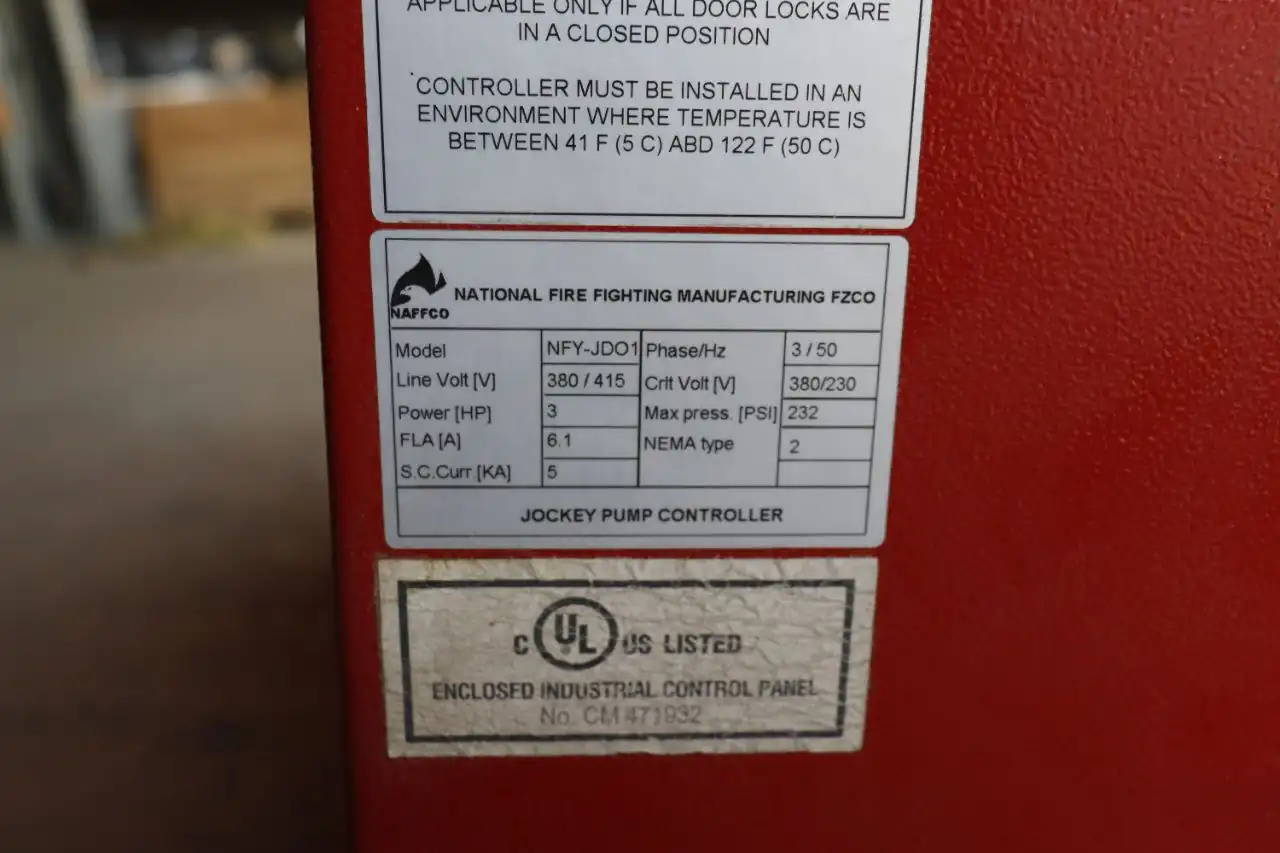 APPLICABLE ONLY IF ALL DOOR LOCKS ARE
IN A CLOSED POSITION
CONTROLLER MUST BE INSTALLED IN AN
ENVIRONMENT WHERE TEMPERATURE IS
BETWEEN 41 F (5 C) ABD 122 F (50 C)
NAFFCO
NATIONAL FIRE FIGHTING MANUFACTURING FZCO
Model NFY-JDO1 Phase/Hz 3 / 50
Line Volt [V] 380 / 415 Crlt Volt [V] 380/230
Power [HP] 3 Max press. [PSI] 232
FLA [A] 6.1 NEMA type 2
S.C.Curr [KA] 5
JOCKEY PUMP CONTROLLER
C UL US LISTED
ENCLOSED INDUSTRIAL CONTROL PANEL
No. CM 471932